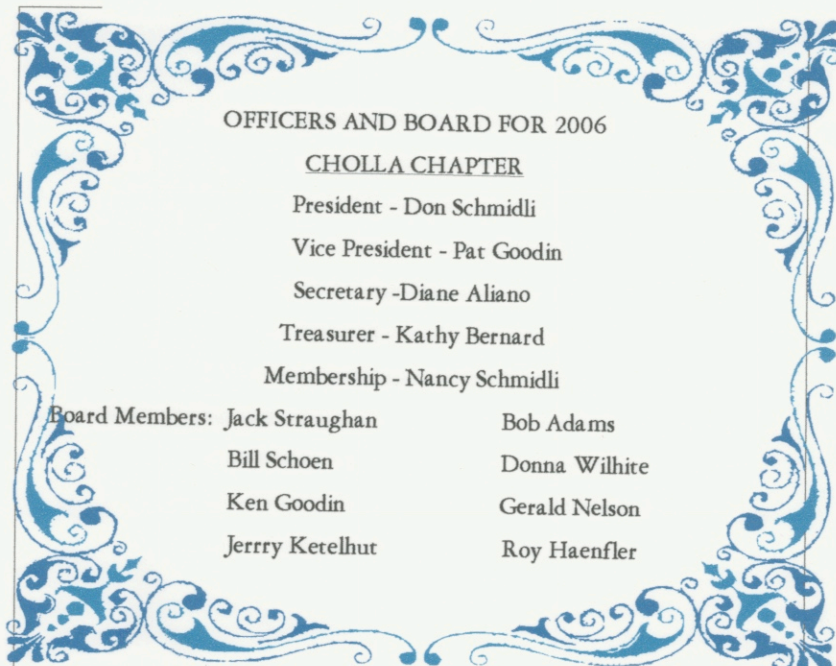 OFFICERS AND BOARD FOR 2006
CHOLLA CHAPTER
President - Don Schmidli
Vice President - Pat Goodin
Secretary -Diane Aliano
Treasurer - Kathy Bernard
Membership - Nancy Schmidli
Board Members: Jack Straughan Bob Adams
Bill Schoen Donna Wilhite
Ken Goodin Gerald Nelson
Jerrry Ketelhut Roy Haenfler